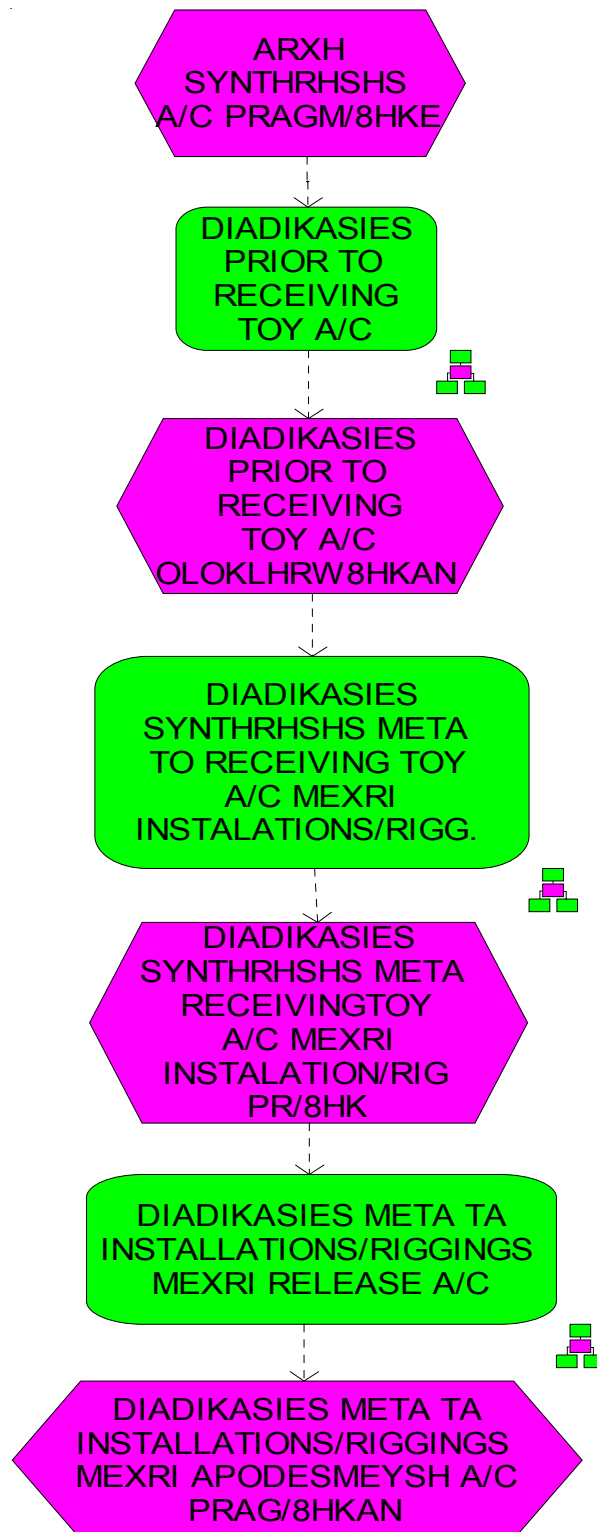 ARXH
SYNTHRHSHS
A/C PRAGM/8HKE
DIADIKASIES
PRIOR TO
RECEIVING
TOY A/C
DIADIKASIES
PRIOR TO
RECEIVING
TOY A/C
OLOKLHRW8HKAN
DIADIKASIES
SYNTHRHSHS META
TO RECEIVING TOY
A/C MEXRI
INSTALATIONS/RIGG.
DIADIKASIES
SYNTHRHSHS META
RECEIVINGTOY
A/C MEXRI
INSTALATION/RIG
PR/8HK
DIADIKASIES META TA
INSTALLATIONS/RIGGINGS
MEXRI RELEASE A/C
DIADIKASIES META TA
INSTALLATIONS/RIGGINGS
MEXRI APODESMEYSH A/C
PRAG/8HKAN